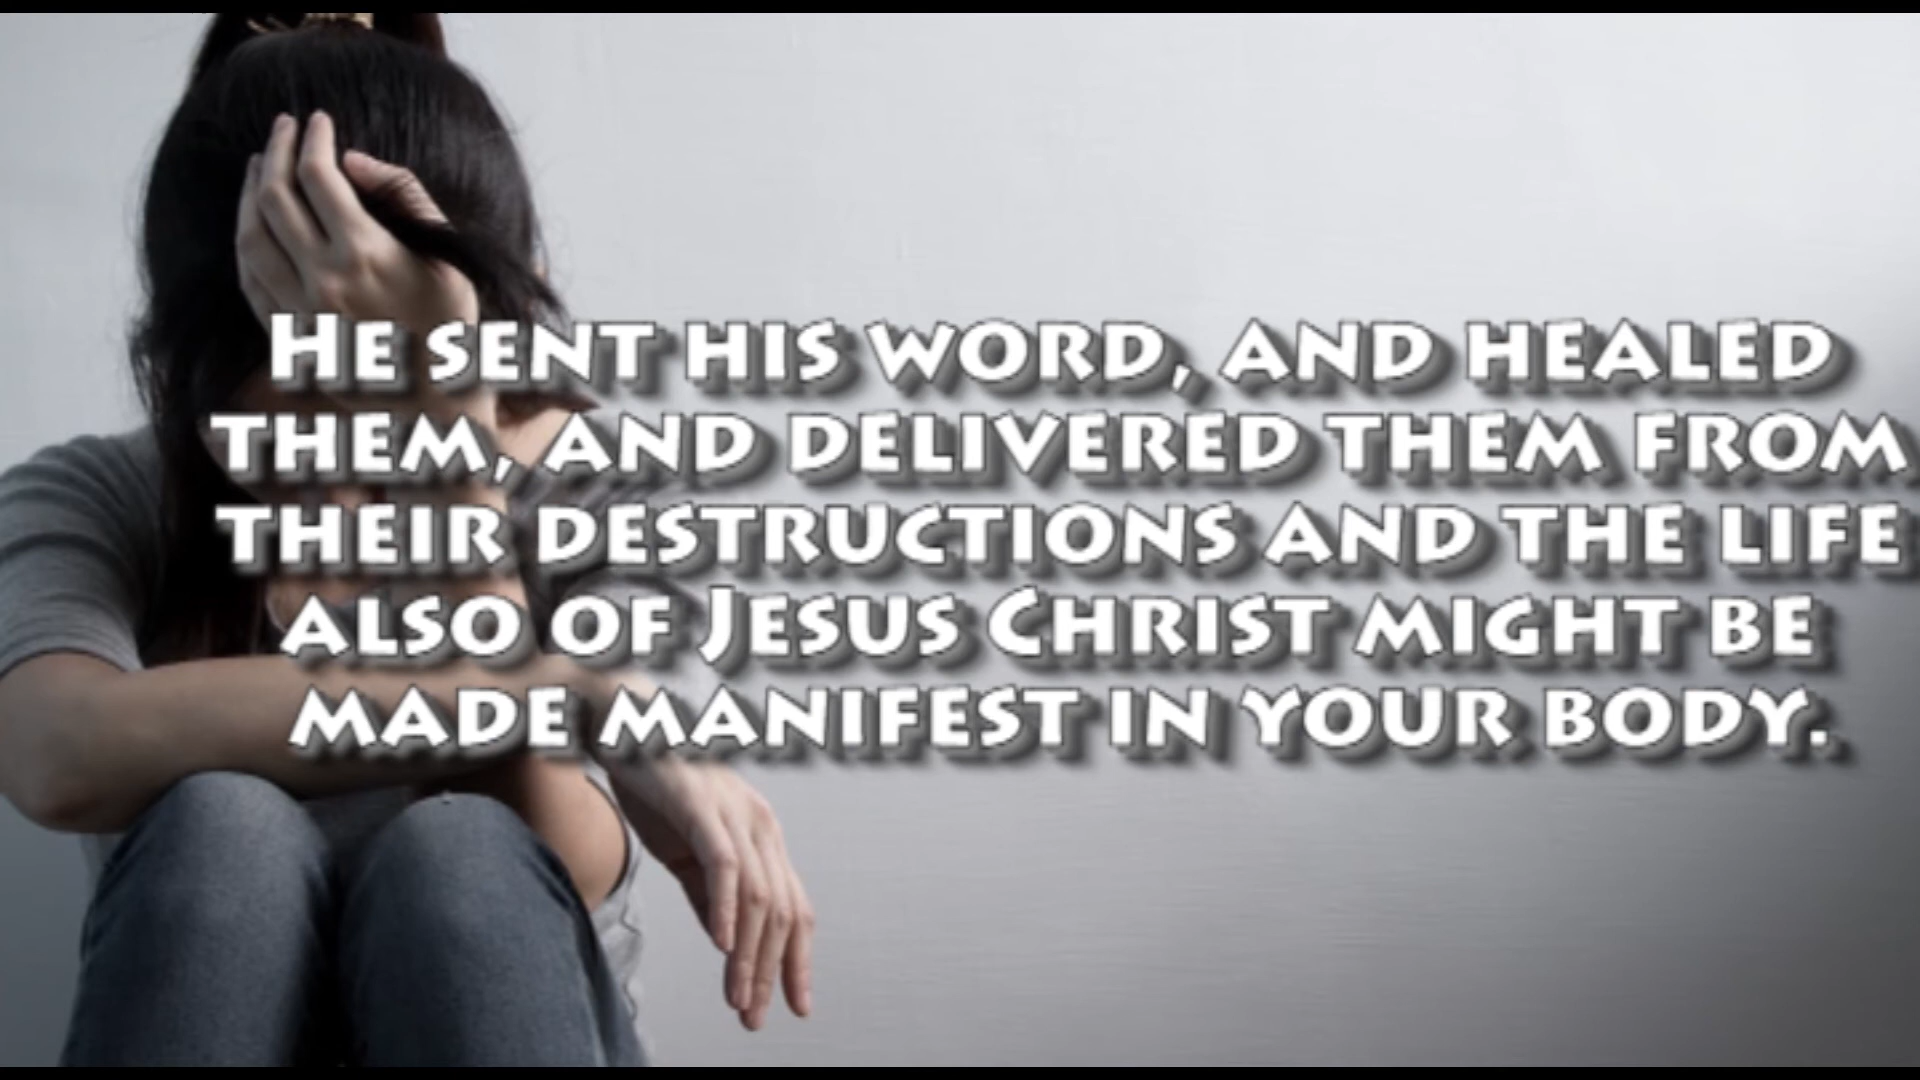 He sent his word, and healed
them, and delivered them from
their destructions and the life
also of Jesus Christ might be
made manifest in your body.